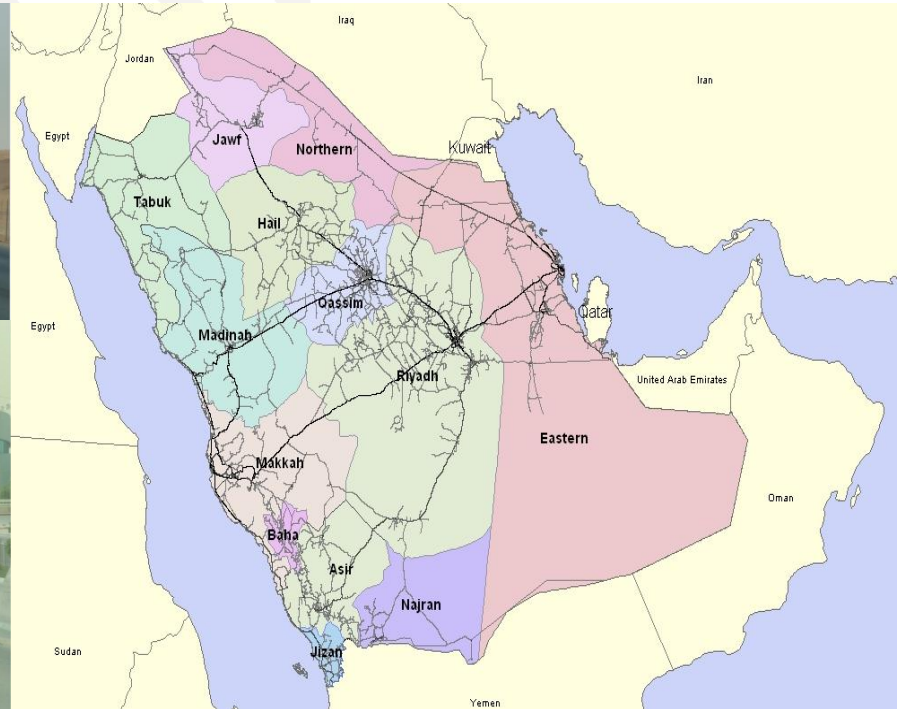 Iraq
Jordan
Iran
Egypt
Jawf
Northern
Kuwait
Tabuk
Hail
Qassim
Qatar
Egypt
Madinah
Riyadh
United Arab Emirates
Eastern
Makkah
Oman
Baha
Asir
Najran
Jizan
Sudan
Yemen